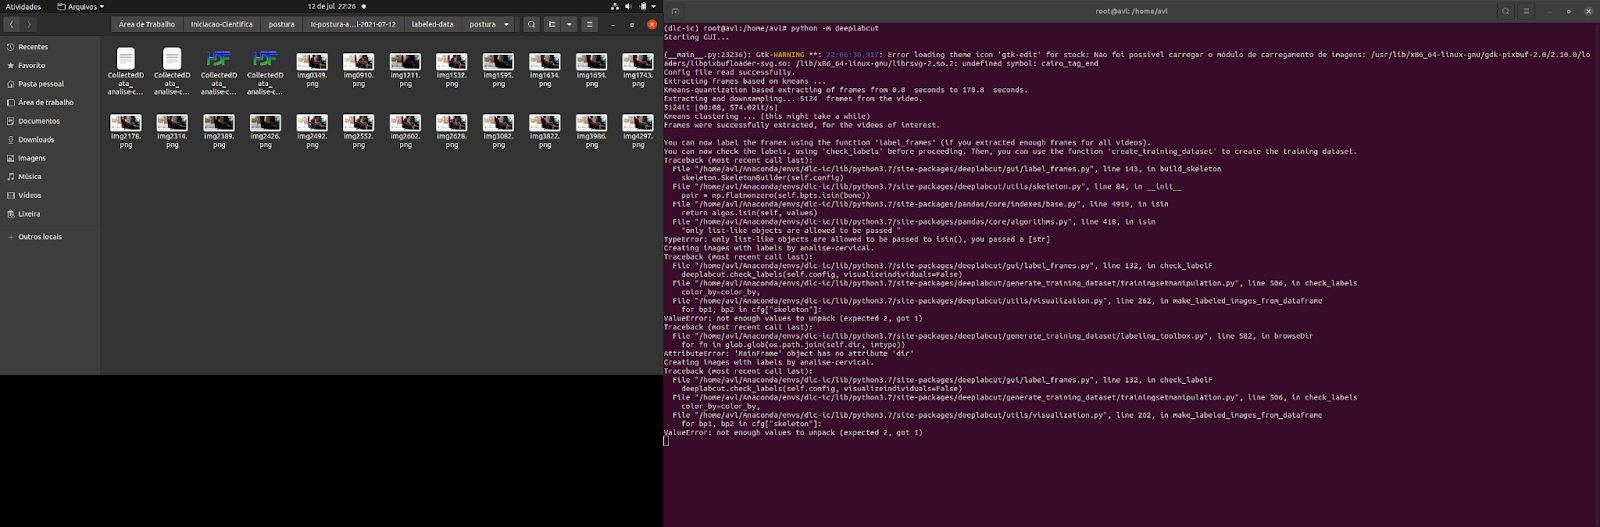 Atividades
Arquivos
12 de jul 22:26
Área de Trabalho
Iniciacao-Cientifica
postura
ic-postura-a...l-2021-07-12
labeled-data
postura
Recentes
Favorito
Pasta pessoal
Área de trabalho
Documentos
Downloads
Imagens
Música
Vídeos
Lixeira
+ Outros locais
CollectedData_analise-c...
CollectedData_analise-c...
CollectedData_analise-c...
CollectedData_analise-c...
img0349.png
img0910.png
img1211.png
img1532.png
img1595.png
img1634.png
img1654.png
img1743.png
img2178.png
img2314.png
img2389.png
img2426.png
img2492.png
img2552.png
img2602.png
img2628.png
img3082.png
img3822.png
img3986.png
img4297.png
root@avl: /home/avl
(dlc-ic) root@avl:/home/avl# python -m deeplabcut
Starting GUI...
(__main__.py:23236): Gtk-WARNING **: 22:06:30.917: Error loading theme icon 'gtk-edit' for stock: Não foi possível carregar o módulo de carregamento de imagens: /usr/lib/x86_64-linux-gnu/gdk-pixbuf-2.0/2.10.0/lo
aders/libpixbufloader-svg.so: /lib/x86_64-linux-gnu/librsvg-2.so.2: undefined symbol: cairo_tag_end
Config file read successfully.
Extracting frames based on kmeans ...
Kmeans-quantization based extracting of frames from 0.0  seconds to 170.8  seconds.
Extracting and downsampling... 5124  frames from the video.
5124it [00:08, 574.02it/s]
Kmeans clustering ... (this might take a while)
Frames were successfully extracted, for the videos of interest.
You can now label the frames using the function 'label_frames' (if you extracted enough frames for all videos).
You can now check the labels, using 'check_labels' before proceeding. Then, you can use the function 'create_training_dataset' to create the training dataset.
Traceback (most recent call last):
File "/home/avl/Anaconda/envs/dlc-ic/lib/python3.7/site-packages/deeplabcut/gui/label_frames.py", line 143, in build_skeleton
skeleton.SkeletonBuilder(self.config)
File "/home/avl/Anaconda/envs/dlc-ic/lib/python3.7/site-packages/deeplabcut/utils/skeleton.py", line 84, in __init__
pair = np.flatnonzero(self.bpts.isin(bone))
File "/home/avl/Anaconda/envs/dlc-ic/lib/python3.7/site-packages/pandas/core/indexes/base.py", line 4919, in isin
return algos.isin(self, values)
File "/home/avl/Anaconda/envs/dlc-ic/lib/python3.7/site-packages/pandas/core/algorithms.py", line 418, in isin
"only list-like objects are allowed to be passed "
TypeError: only list-like objects are allowed to be passed to isin(), you passed a [str]
Creating images with labels by analise-cervical.
Traceback (most recent call last):
File "/home/avl/Anaconda/envs/dlc-ic/lib/python3.7/site-packages/deeplabcut/gui/label_frames.py", line 132, in check_labelF
deeplabcut.check_labels(self.config, visualizeindividuals=False)
File "/home/avl/Anaconda/envs/dlc-ic/lib/python3.7/site-packages/deeplabcut/generate_training_dataset/trainingsetmanipulation.py", line 506, in check_labels
color_by=color_by,
File "/home/avl/Anaconda/envs/dlc-ic/lib/python3.7/site-packages/deeplabcut/utils/visualization.py", line 262, in make_labeled_images_from_dataframe
for bp1, bp2 in cfg["skeleton"]:
ValueError: not enough values to unpack (expected 2, got 1)
Traceback (most recent call last):
File "/home/avl/Anaconda/envs/dlc-ic/lib/python3.7/site-packages/deeplabcut/generate_training_dataset/labeling_toolbox.py", line 582, in browseDir
for fn in glob.glob(os.path.join(self.dir, imtype))
AttributeError: 'MainFrame' object has no attribute 'dir'
Creating images with labels by analise-cervical.
Traceback (most recent call last):
File "/home/avl/Anaconda/envs/dlc-ic/lib/python3.7/site-packages/deeplabcut/gui/label_frames.py", line 132, in check_labelF
deeplabcut.check_labels(self.config, visualizeindividuals=False)
File "/home/avl/Anaconda/envs/dlc-ic/lib/python3.7/site-packages/deeplabcut/generate_training_dataset/trainingsetmanipulation.py", line 506, in check_labels
color_by=color_by,
File "/home/avl/Anaconda/envs/dlc-ic/lib/python3.7/site-packages/deeplabcut/utils/visualization.py", line 262, in make_labeled_images_from_dataframe
for bp1, bp2 in cfg["skeleton"]:
ValueError: not enough values to unpack (expected 2, got 1)